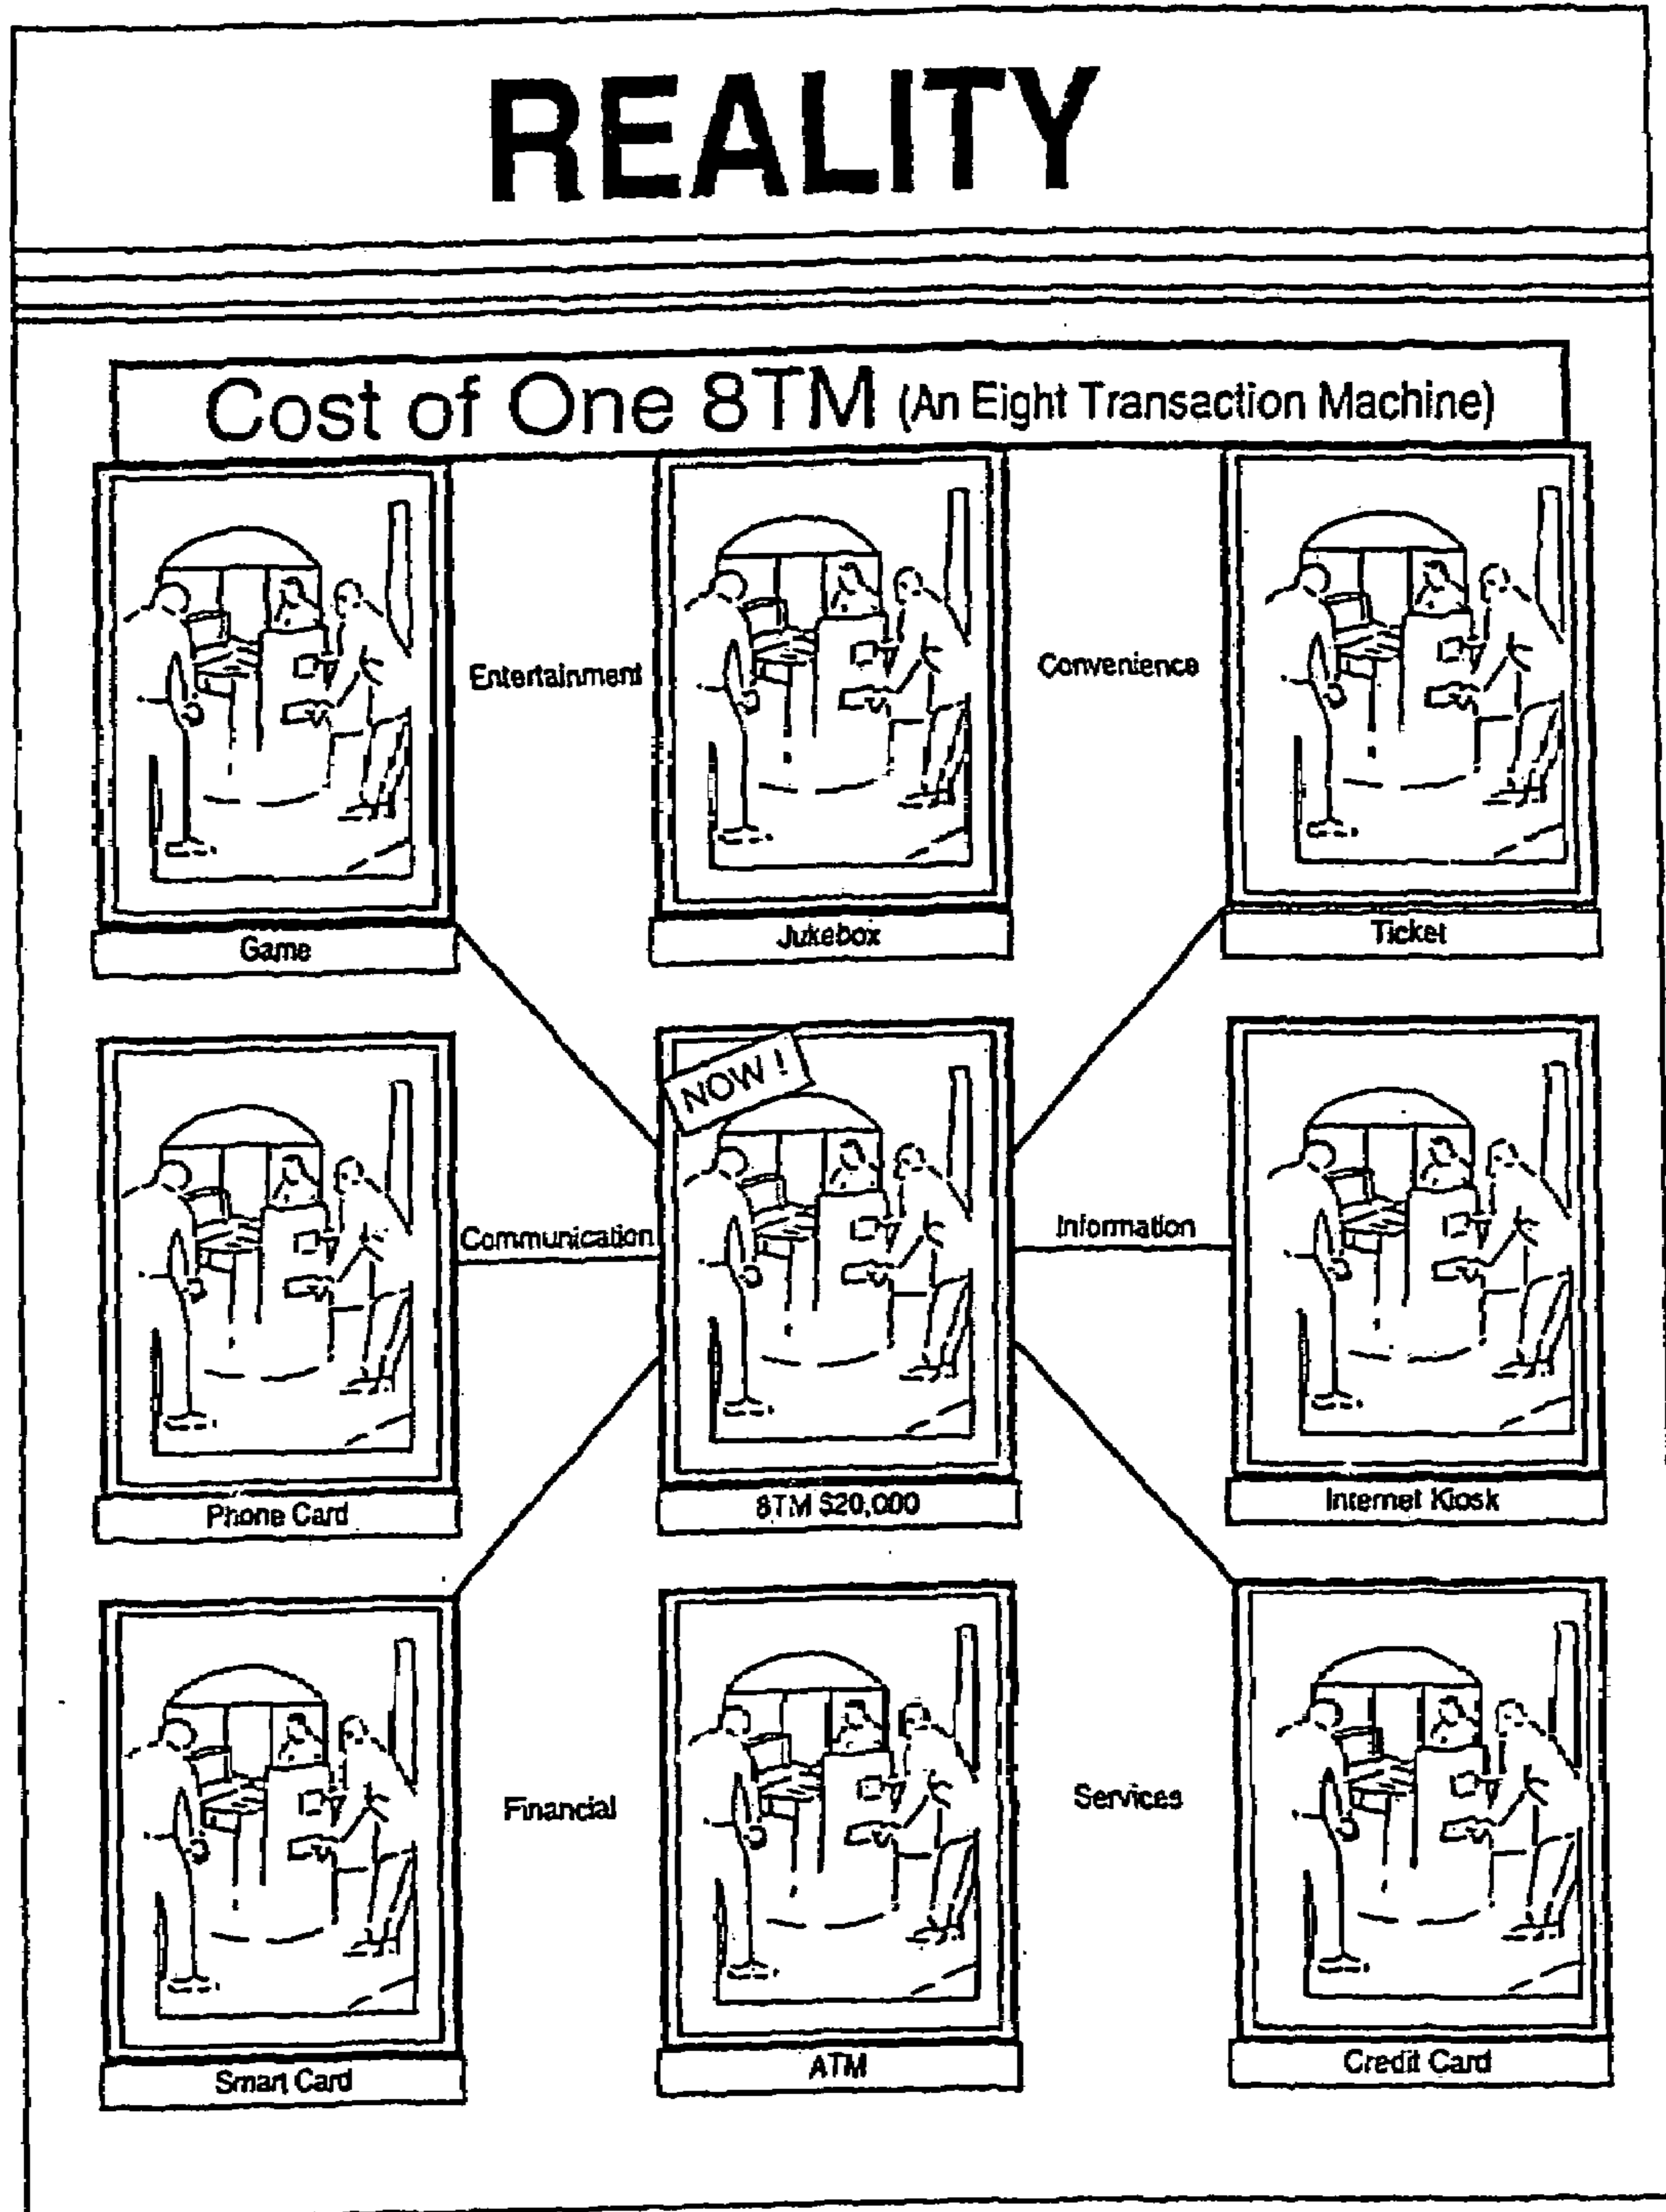 REALITY
Cost of One 8TM (An Eight Transaction Machine)
Entertainment
Convenience
Game
Jukebox
Ticket
NOW !
Communication
Information
Phone Card
8TM $20,000
Internet Kiosk
Financial
Services
Smart Card
ATM
Credit Card